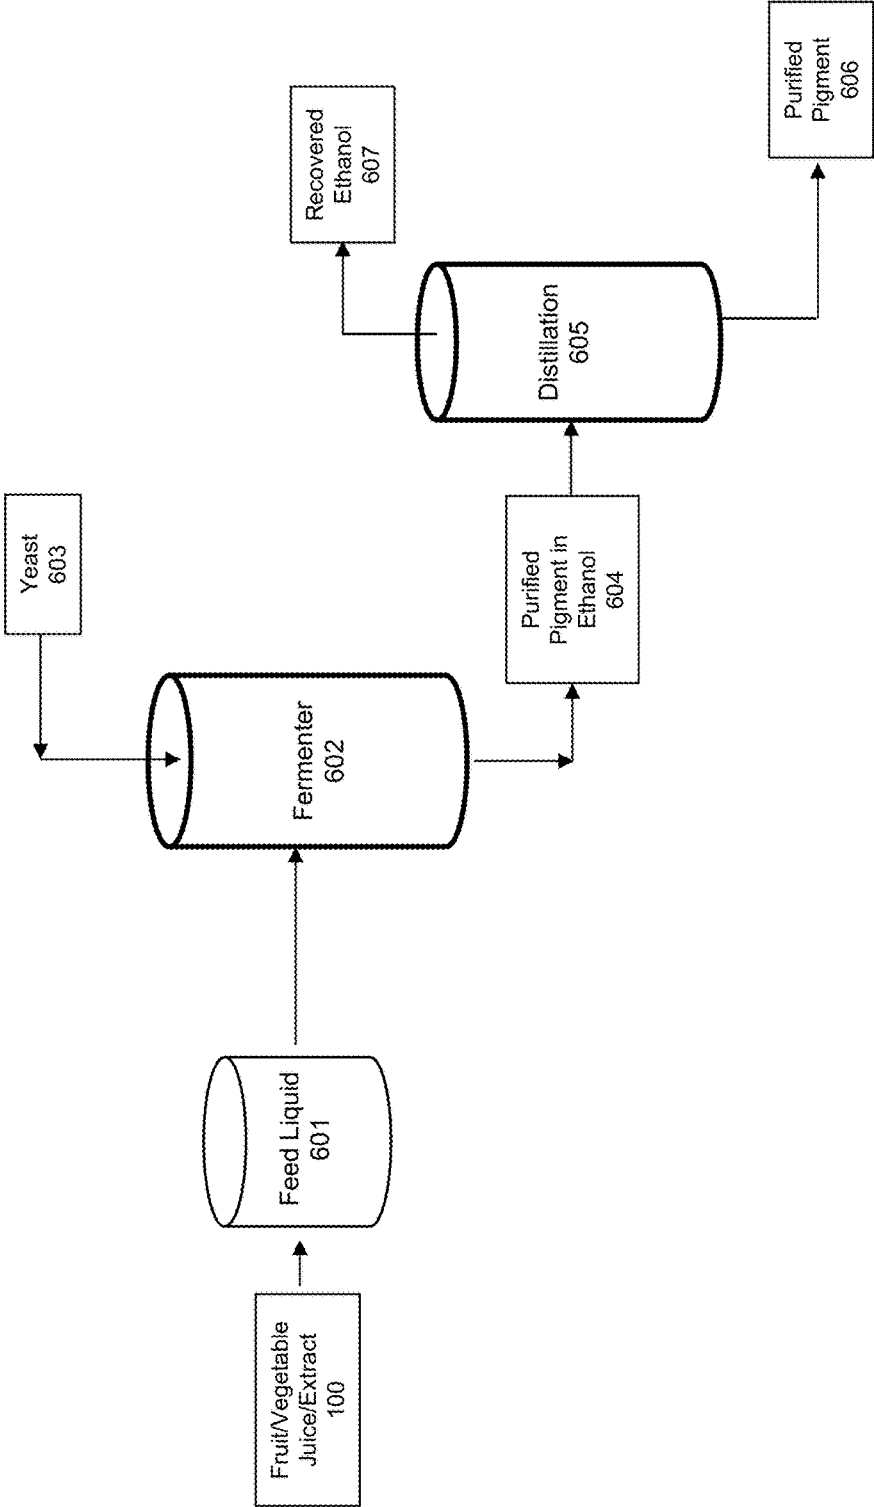 Fruit/Vegetable
Juice/Extract
100
Feed Liquid
601
Fermenter
602
Yeast
603
Purified
Pigment in
Ethanol
604
Distillation
605
Recovered
Ethanol
607
Purified
Pigment
606